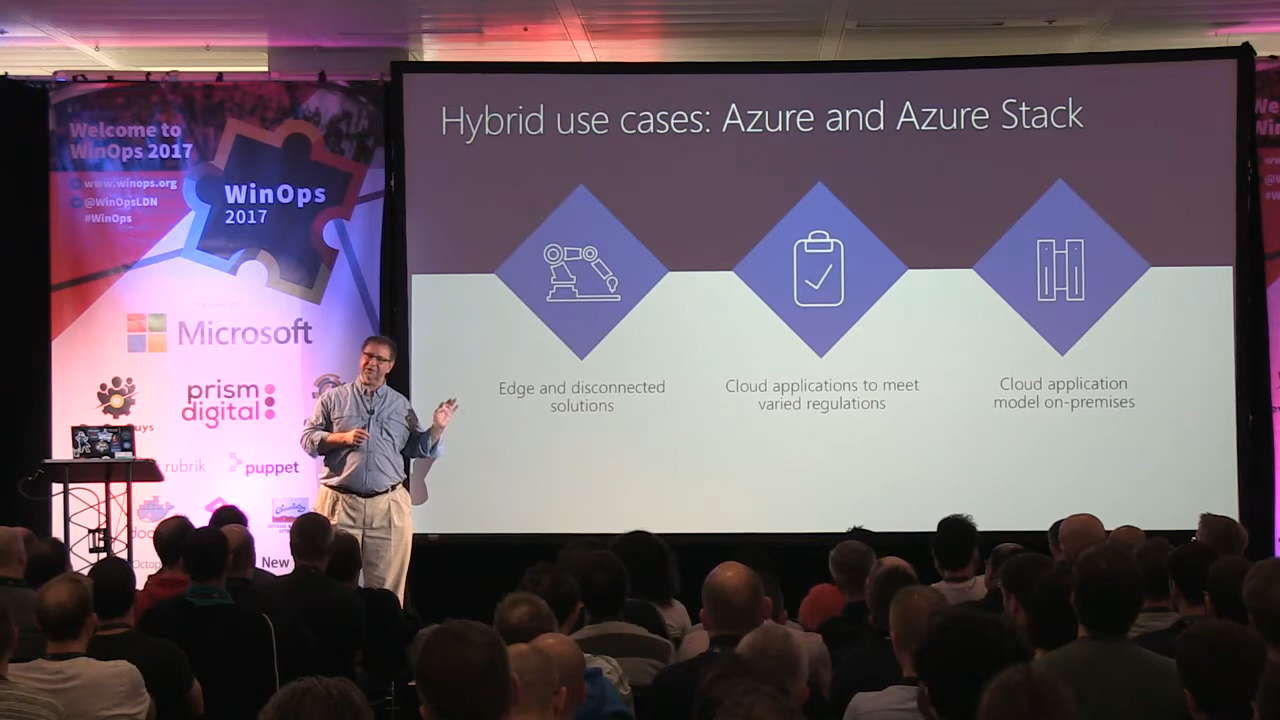 Welcome to
WinOps 2017
www.winops.org
@WinOpsLDN
#WinOps
WinOps
2017
Microsoft
prism
digital
rubrik
puppet
New
Hybrid use cases: Azure and Azure Stack
Edge and disconnected
solutions
Cloud applications to meet
varied regulations
Cloud application
model on-premises